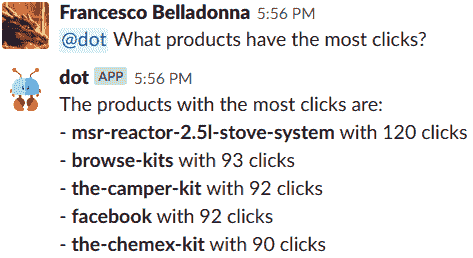 Francesco Belladonna 5:56 PM
@dot What products have the most clicks?
dot APP 5:56 PM
The products with the most clicks are:
- msr-reactor-2.5l-stove-system with 120 clicks
- browse-kits with 93 clicks
- the-camper-kit with 92 clicks
- facebook with 92 clicks
- the-chemex-kit with 90 clicks